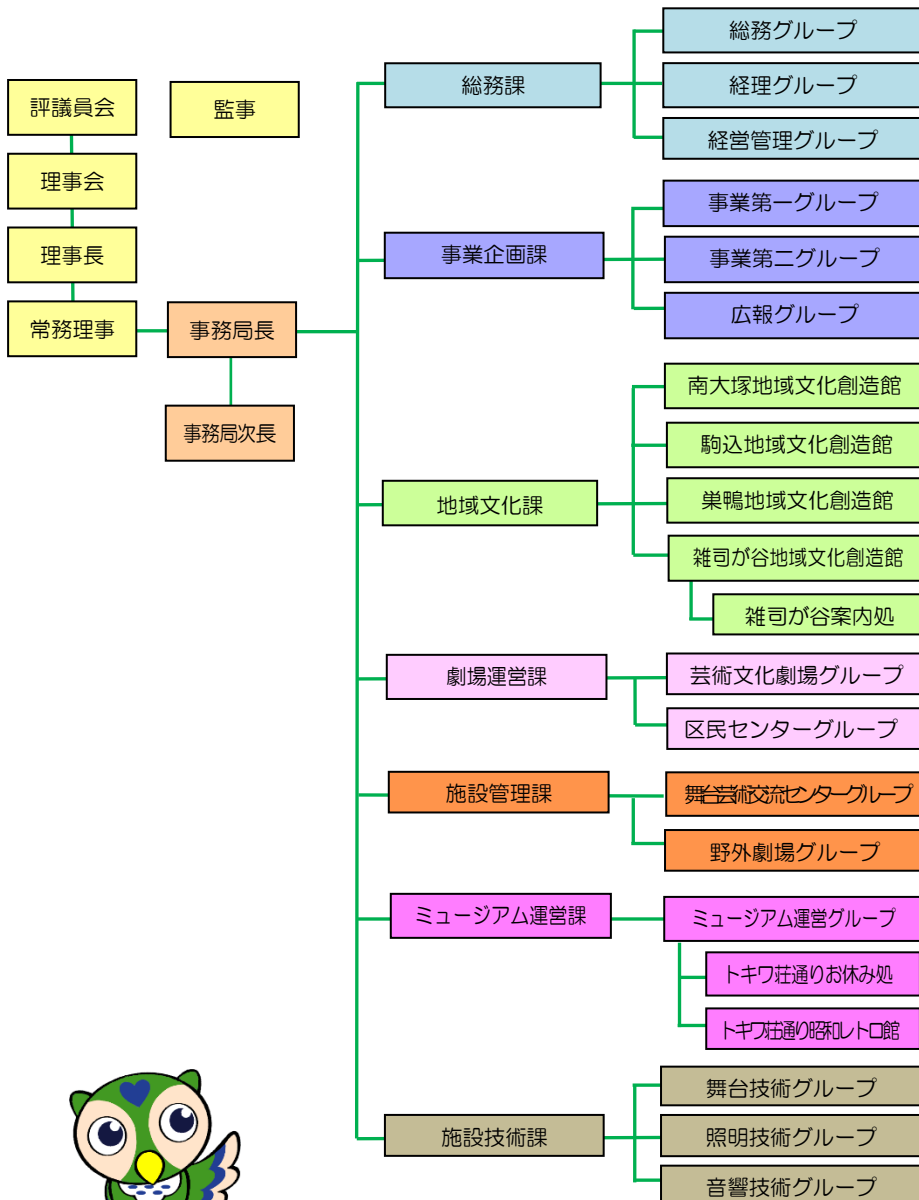 評議員会
監事
理事会
理事長
常務理事
事務局長
事務局次長
総務課
総務グループ
経理グループ
経営管理グループ
事業企画課
事業第一グループ
事業第二グループ
広報グループ
地域文化課
南大塚地域文化創造館
駒込地域文化創造館
巣鴨地域文化創造館
雑司が谷地域文化創造館
雑司が谷案内処
劇場運営課
芸術文化劇場グループ
区民センターグループ
施設管理課
舞台芸術交流センターグループ
野外劇場グループ
ミュージアム運営課
ミュージアム運営グループ
トキワ荘通りお休み処
トキワ荘通り昭和レトロ館
施設技術課
舞台技術グループ
照明技術グループ
音響技術グループ